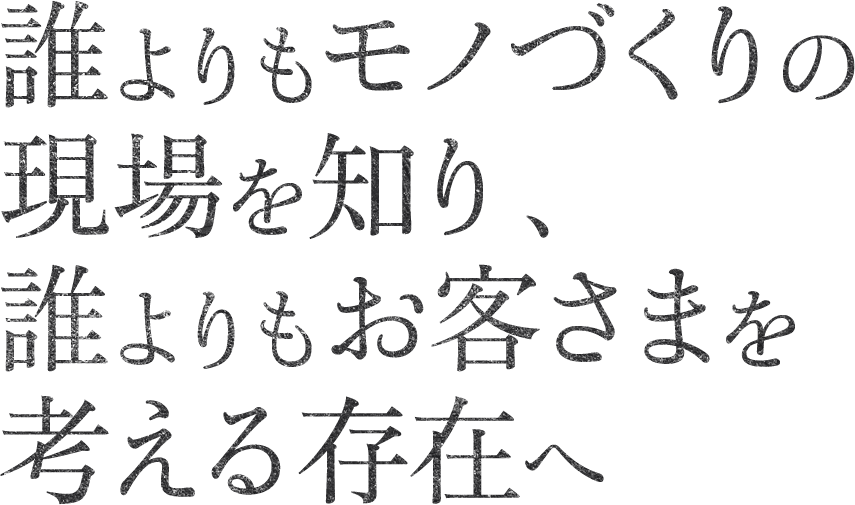 誰よりもモノづくりの
現場を知り、
誰よりもお客さまを
考える存在へ